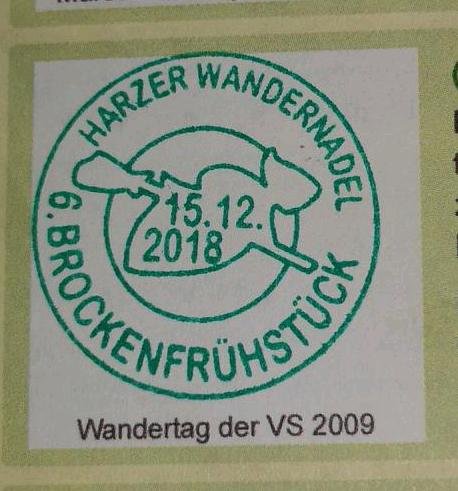 HARZER WANDERNADEL
15.12.
2018
6. BROCKENFRÜHSTÜCK
Wandertag der VS 2009